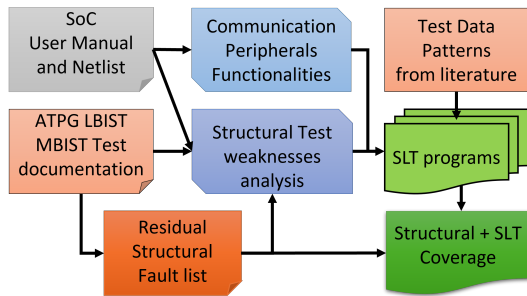 SoC
User Manual
and Netlist
Communication
Peripherals
Functionalities
Test Data
Patterns
from literature
ATPG LBIST
MBIST Test
documentation
Structural Test
weaknesses
analysis
SLT programs
Residual
Structural
Fault list
Structural + SLT
Coverage